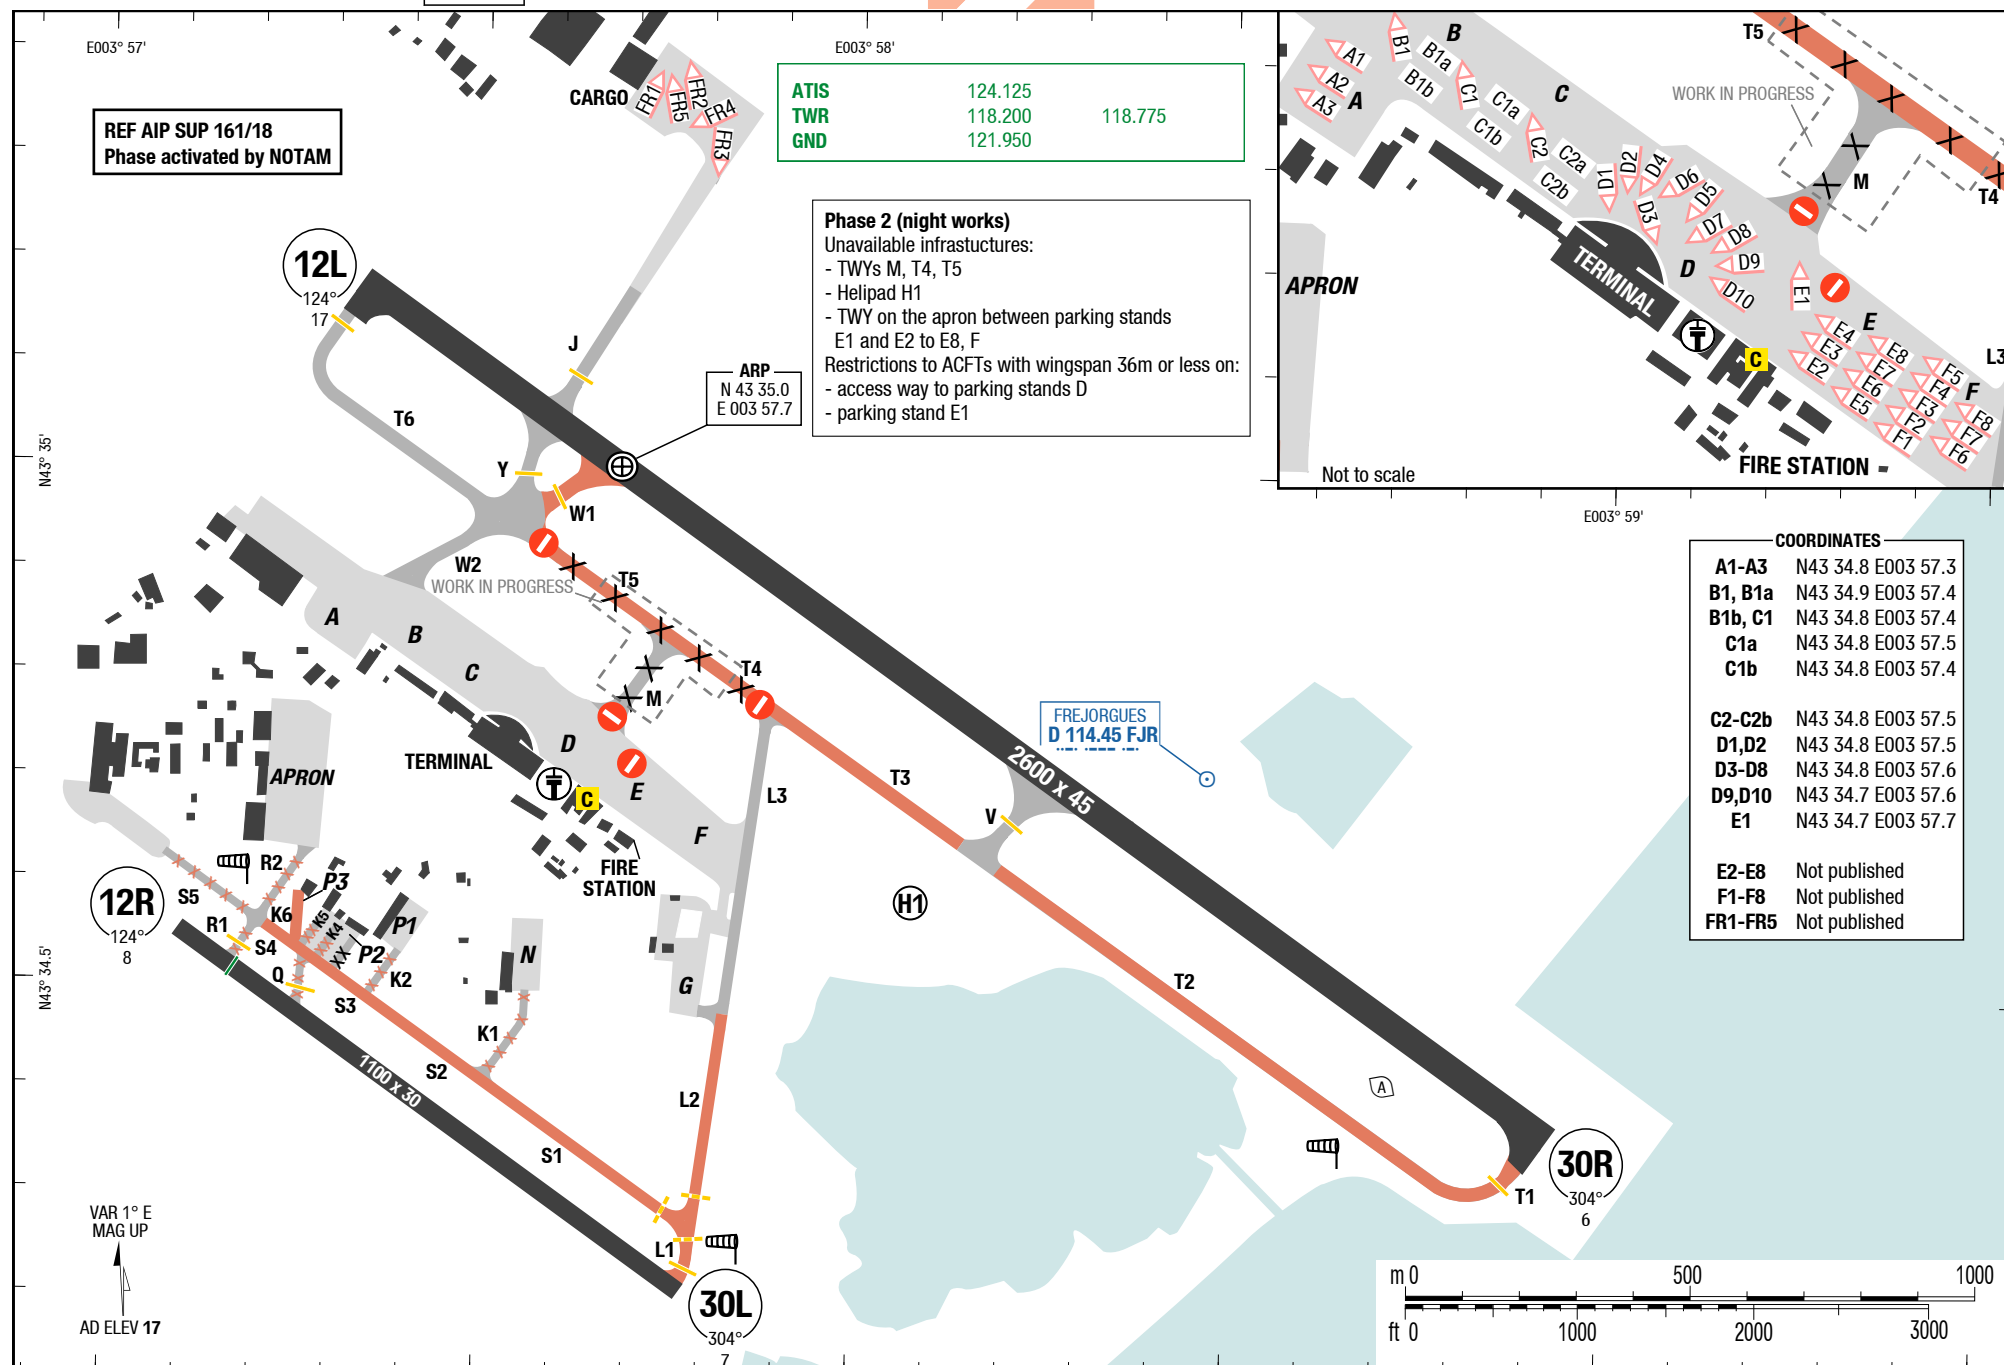 E003° 57'
E003° 58'
REF AIP SUP 161/18
Phase activated by NOTAM
CARGO
FR1
FR5
FR2
FR4
FR3
ATIS 124.125
TWR 118.200 118.775
GND 121.950
Phase 2 (night works)
Unavailable infrastuctures:
- TWYs M, T4, T5
- Helipad H1
- TWY on the apron between parking stands
E1 and E2 to E8, F
Restrictions to ACFTs with wingspan 36m or less on:
- access way to parking stands D
- parking stand E1
12L
124°
17
J
ARP
N 43 35.0
E 003 57.7
T6
Y
W1
W2
WORK IN PROGRESS
T5
T4
M
N43° 35'
A
B
C
D
E
F
G
TERMINAL
C
FIRE
STATION
APRON
L3
T3
V
2600 x 45
FREJORGUES
D 114.45 FJR
H1
T2
A
T1
30R
304°
6
12R
124°
8
S5
R2
R1
S4
K6
P3
K5
K4
P2
P1
K2
Q
S3
N
K1
S2
S1
1100 x 30
L2
L1
30L
304°
7
N43° 34.5'
VAR 1° E
MAG UP
AD ELEV 17
A1
A2
A3
A
B1
B
B1a
B1b
C1
C
C1a
C1b
C2
C2a
C2b
D1
D2
D4
D3
D6
D5
D7
D8
D9
D10
D
E1
E
E4
E3
E2
E8
E7
E6
E5
F5
F4
F3
F2
F1
F
F8
F7
F6
T5
WORK IN PROGRESS
M
T4
L3
APRON
TERMINAL
C
FIRE STATION
Not to scale
E003° 59'
COORDINATES
A1-A3 N43 34.8 E003 57.3
B1, B1a N43 34.9 E003 57.4
B1b, C1 N43 34.8 E003 57.4
C1a N43 34.8 E003 57.5
C1b N43 34.8 E003 57.4
C2-C2b N43 34.8 E003 57.5
D1,D2 N43 34.8 E003 57.5
D3-D8 N43 34.8 E003 57.6
D9,D10 N43 34.7 E003 57.6
E1 N43 34.7 E003 57.7
E2-E8 Not published
F1-F8 Not published
FR1-FR5 Not published
m 0 500 1000
ft 0 1000 2000 3000